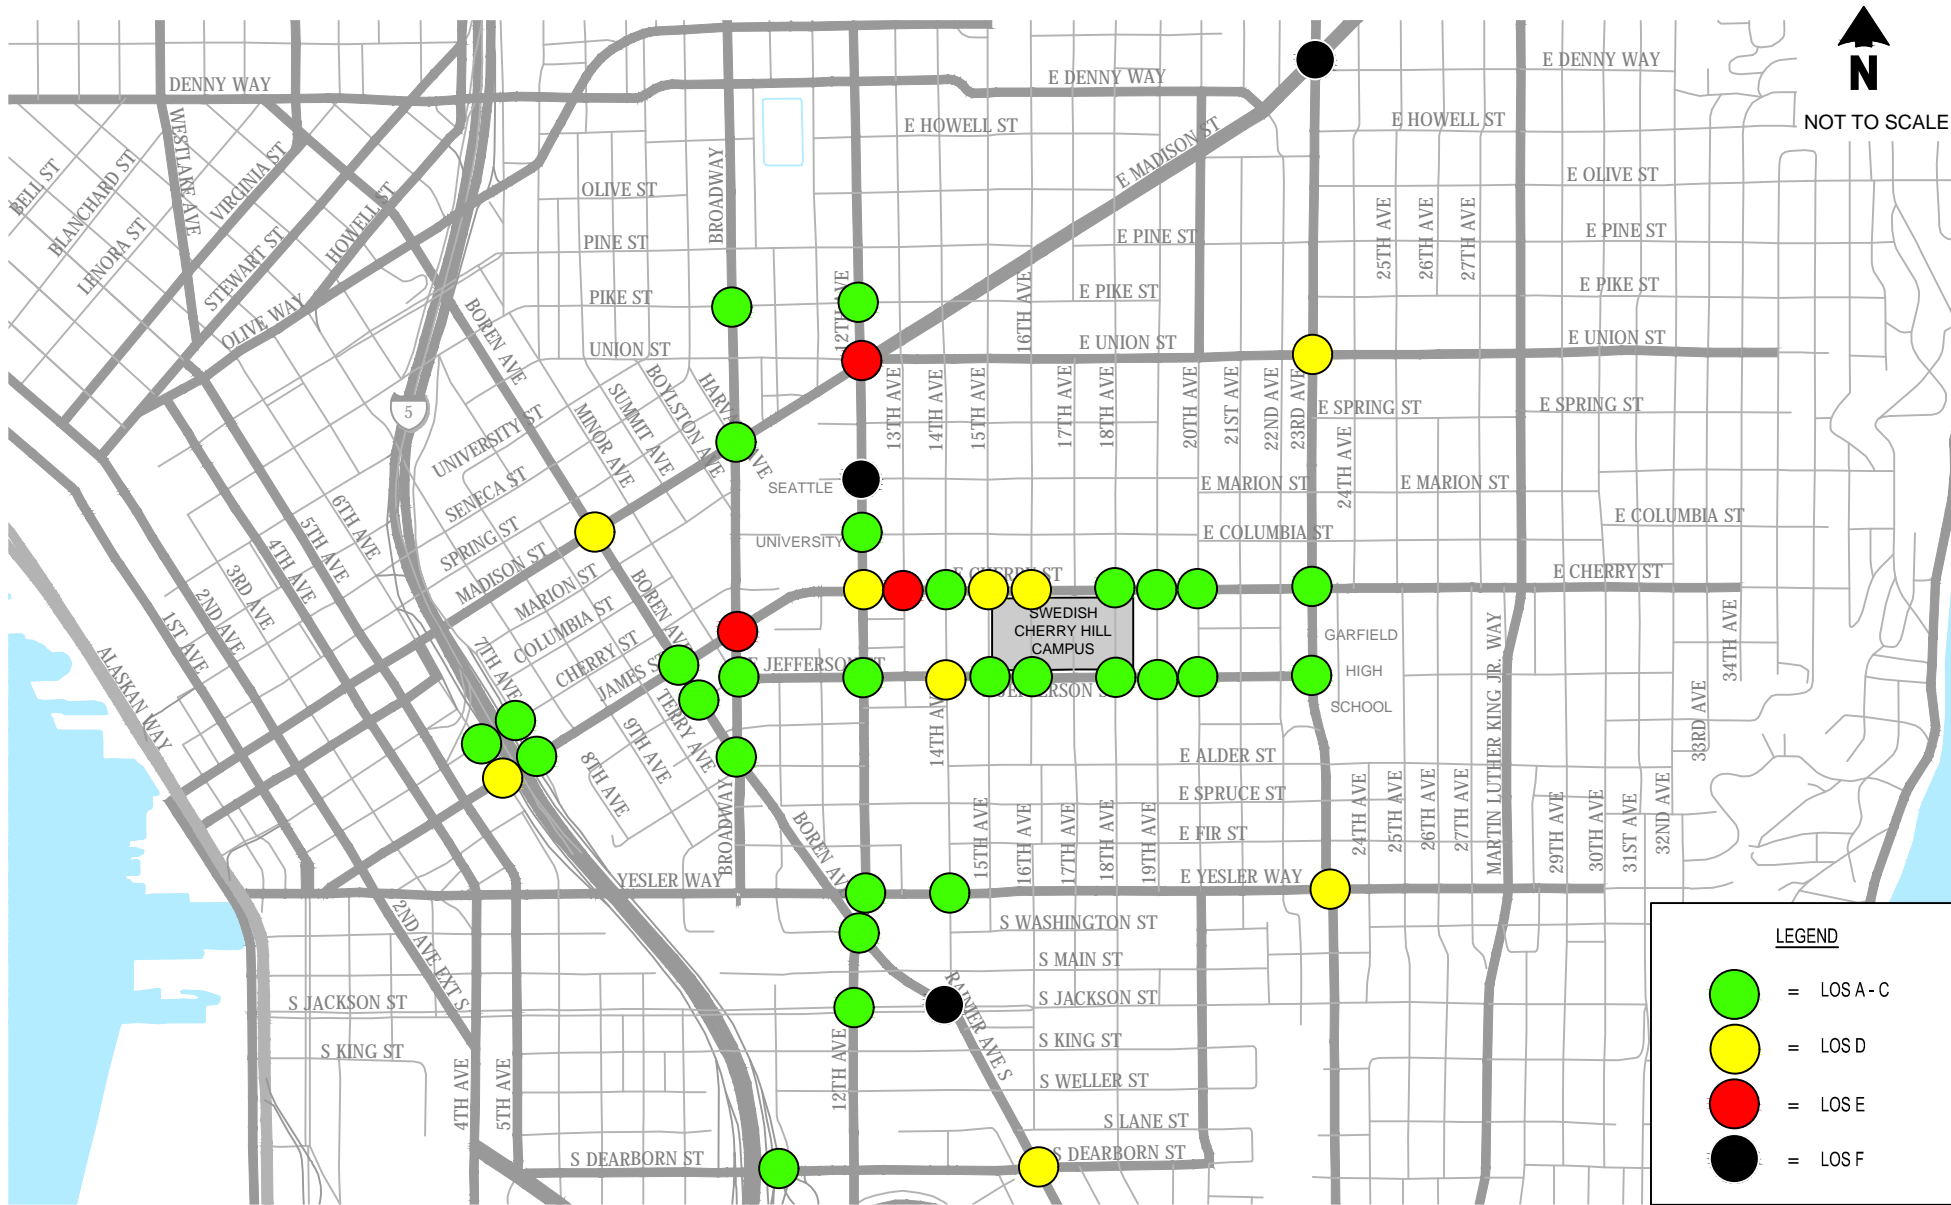 N
NOT TO SCALE
DENNY WAY
E DENNY WAY
E DENNY WAY
WESTLAKE AVE
BELL ST
BLANCHARD ST
LENORA ST
VIRGINIA ST
STEWART ST
HOWELL ST
OLIVE WAY
E HOWELL ST
E HOWELL ST
E MADISON ST
OLIVE ST
E OLIVE ST
BROADWAY
PINE ST
E PINE ST
E PINE ST
25TH AVE
26TH AVE
27TH AVE
PIKE ST
12TH AVE
16TH AVE
E PIKE ST
E PIKE ST
BOREN AVE
UNION ST
E UNION ST
E UNION ST
5
UNIVERSITY ST
SENECA ST
SPRING ST
MADISON ST
MINOR AVE
SUMMIT AVE
BOYLSTON AVE
13TH AVE
14TH AVE
15TH AVE
17TH AVE
18TH AVE
20TH AVE
21ST AVE
22ND AVE
23RD AVE
E SPRING ST
E SPRING ST
24TH AVE
SEATTLE
UNIVERSITY
E MARION ST
E MARION ST
E COLUMBIA ST
E COLUMBIA ST
6TH AVE
5TH AVE
4TH AVE
3RD AVE
2ND AVE
1ST AVE
ALASKAN WAY
MARION ST
COLUMBIA ST
CHERRY ST
JAMES ST
BOREN AVE
7TH AVE
TERRY AVE
9TH AVE
8TH AVE
E CHERRY ST
E CHERRY ST
SWEDISH
CHERRY HILL
CAMPUS
E JEFFERSON ST
JEFFERSON S
GARFIELD
HIGH
SCHOOL
MARTIN LUTHER KING JR. WAY
34TH AVE
33RD AVE
14TH AVE
E ALDER ST
E SPRUCE ST
E FIR ST
BROADWAY
BOREN AVE
15TH AVE
16TH AVE
17TH AVE
18TH AVE
19TH AVE
24TH AVE
25TH AVE
26TH AVE
27TH AVE
29TH AVE
30TH AVE
31ST AVE
32ND AVE
YESLER WAY
E YESLER WAY
2ND AVE EXT S
S WASHINGTON ST
S MAIN ST
S JACKSON ST
S JACKSON ST
RAINIER AVE S
S KING ST
S KING ST
4TH AVE
5TH AVE
12TH AVE
S WELLER ST
S LANE ST
S DEARBORN ST
S DEARBORN ST
LEGEND
= LOS A - C
= LOS D
= LOS E
= LOS F